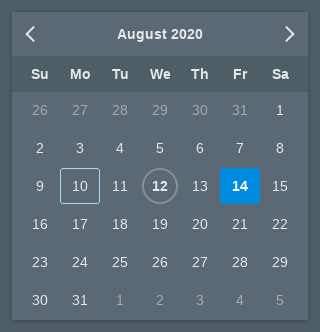 August 2020
Su Mo Tu We Th Fr Sa
26 27 28 29 30 31 1
2 3 4 5 6 7 8
9 10 11 12 13 14 15
16 17 18 19 20 21 22
23 24 25 26 27 28 29
30 31 1 2 3 4 5